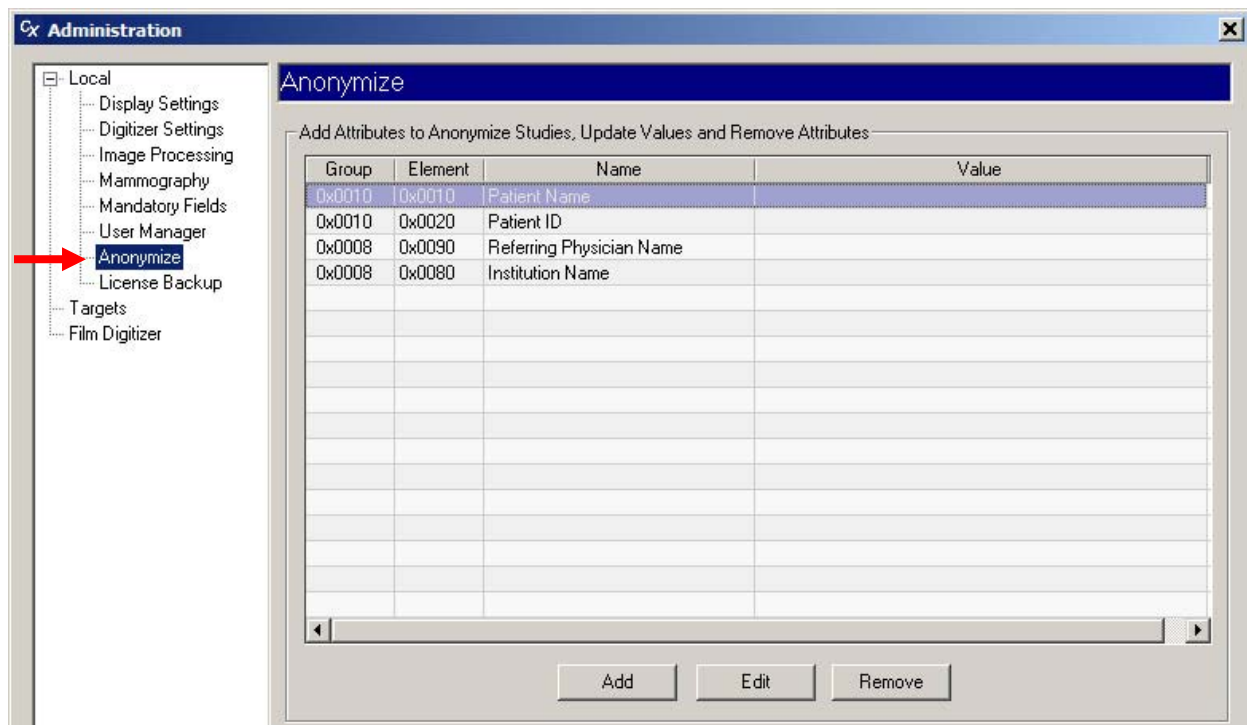 Cx Administration
Local
Display Settings
Digitizer Settings
Image Processing
Mammography
Mandatory Fields
User Manager
Anonymize
License Backup
Targets
Film Digitizer
Anonymize
Add Attributes to Anonymize Studies, Update Values and Remove Attributes
Group Element Name Value
0x0010 0x0010 Patient Name
0x0010 0x0020 Patient ID
0x0008 0x0090 Referring Physician Name
0x0008 0x0080 Institution Name
Add Edit Remove